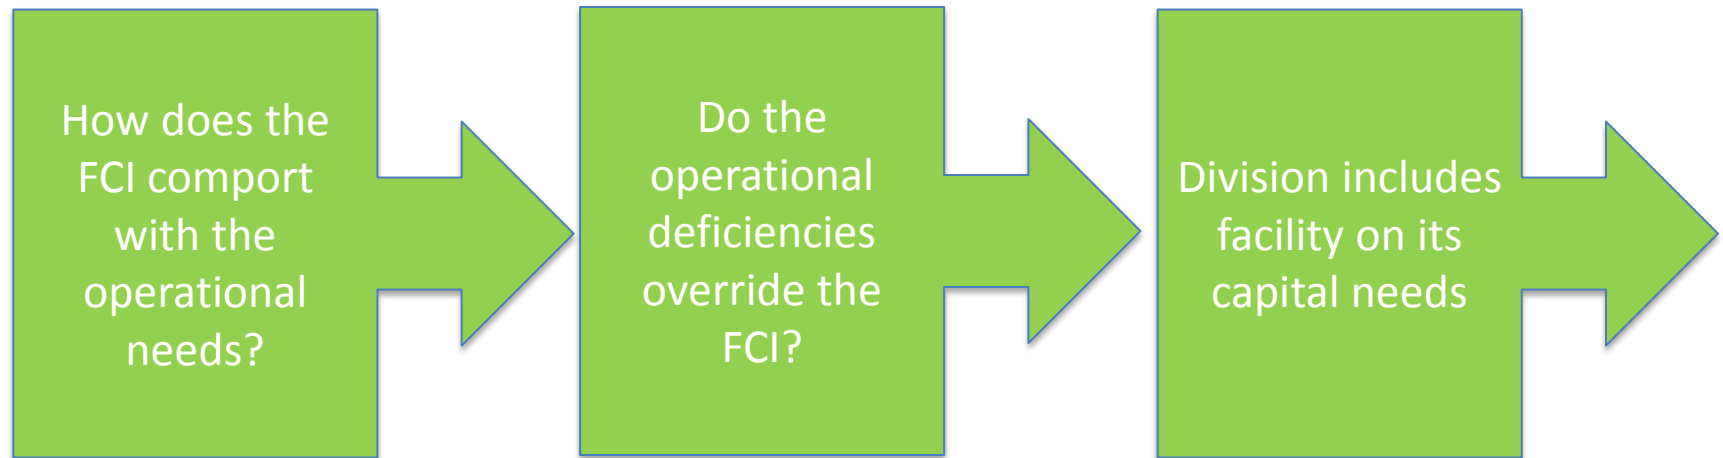 How does the
FCI comport
with the
operational
needs?
Do the
operational
deficiencies
override the
FCI?
Division includes
facility on its
capital needs